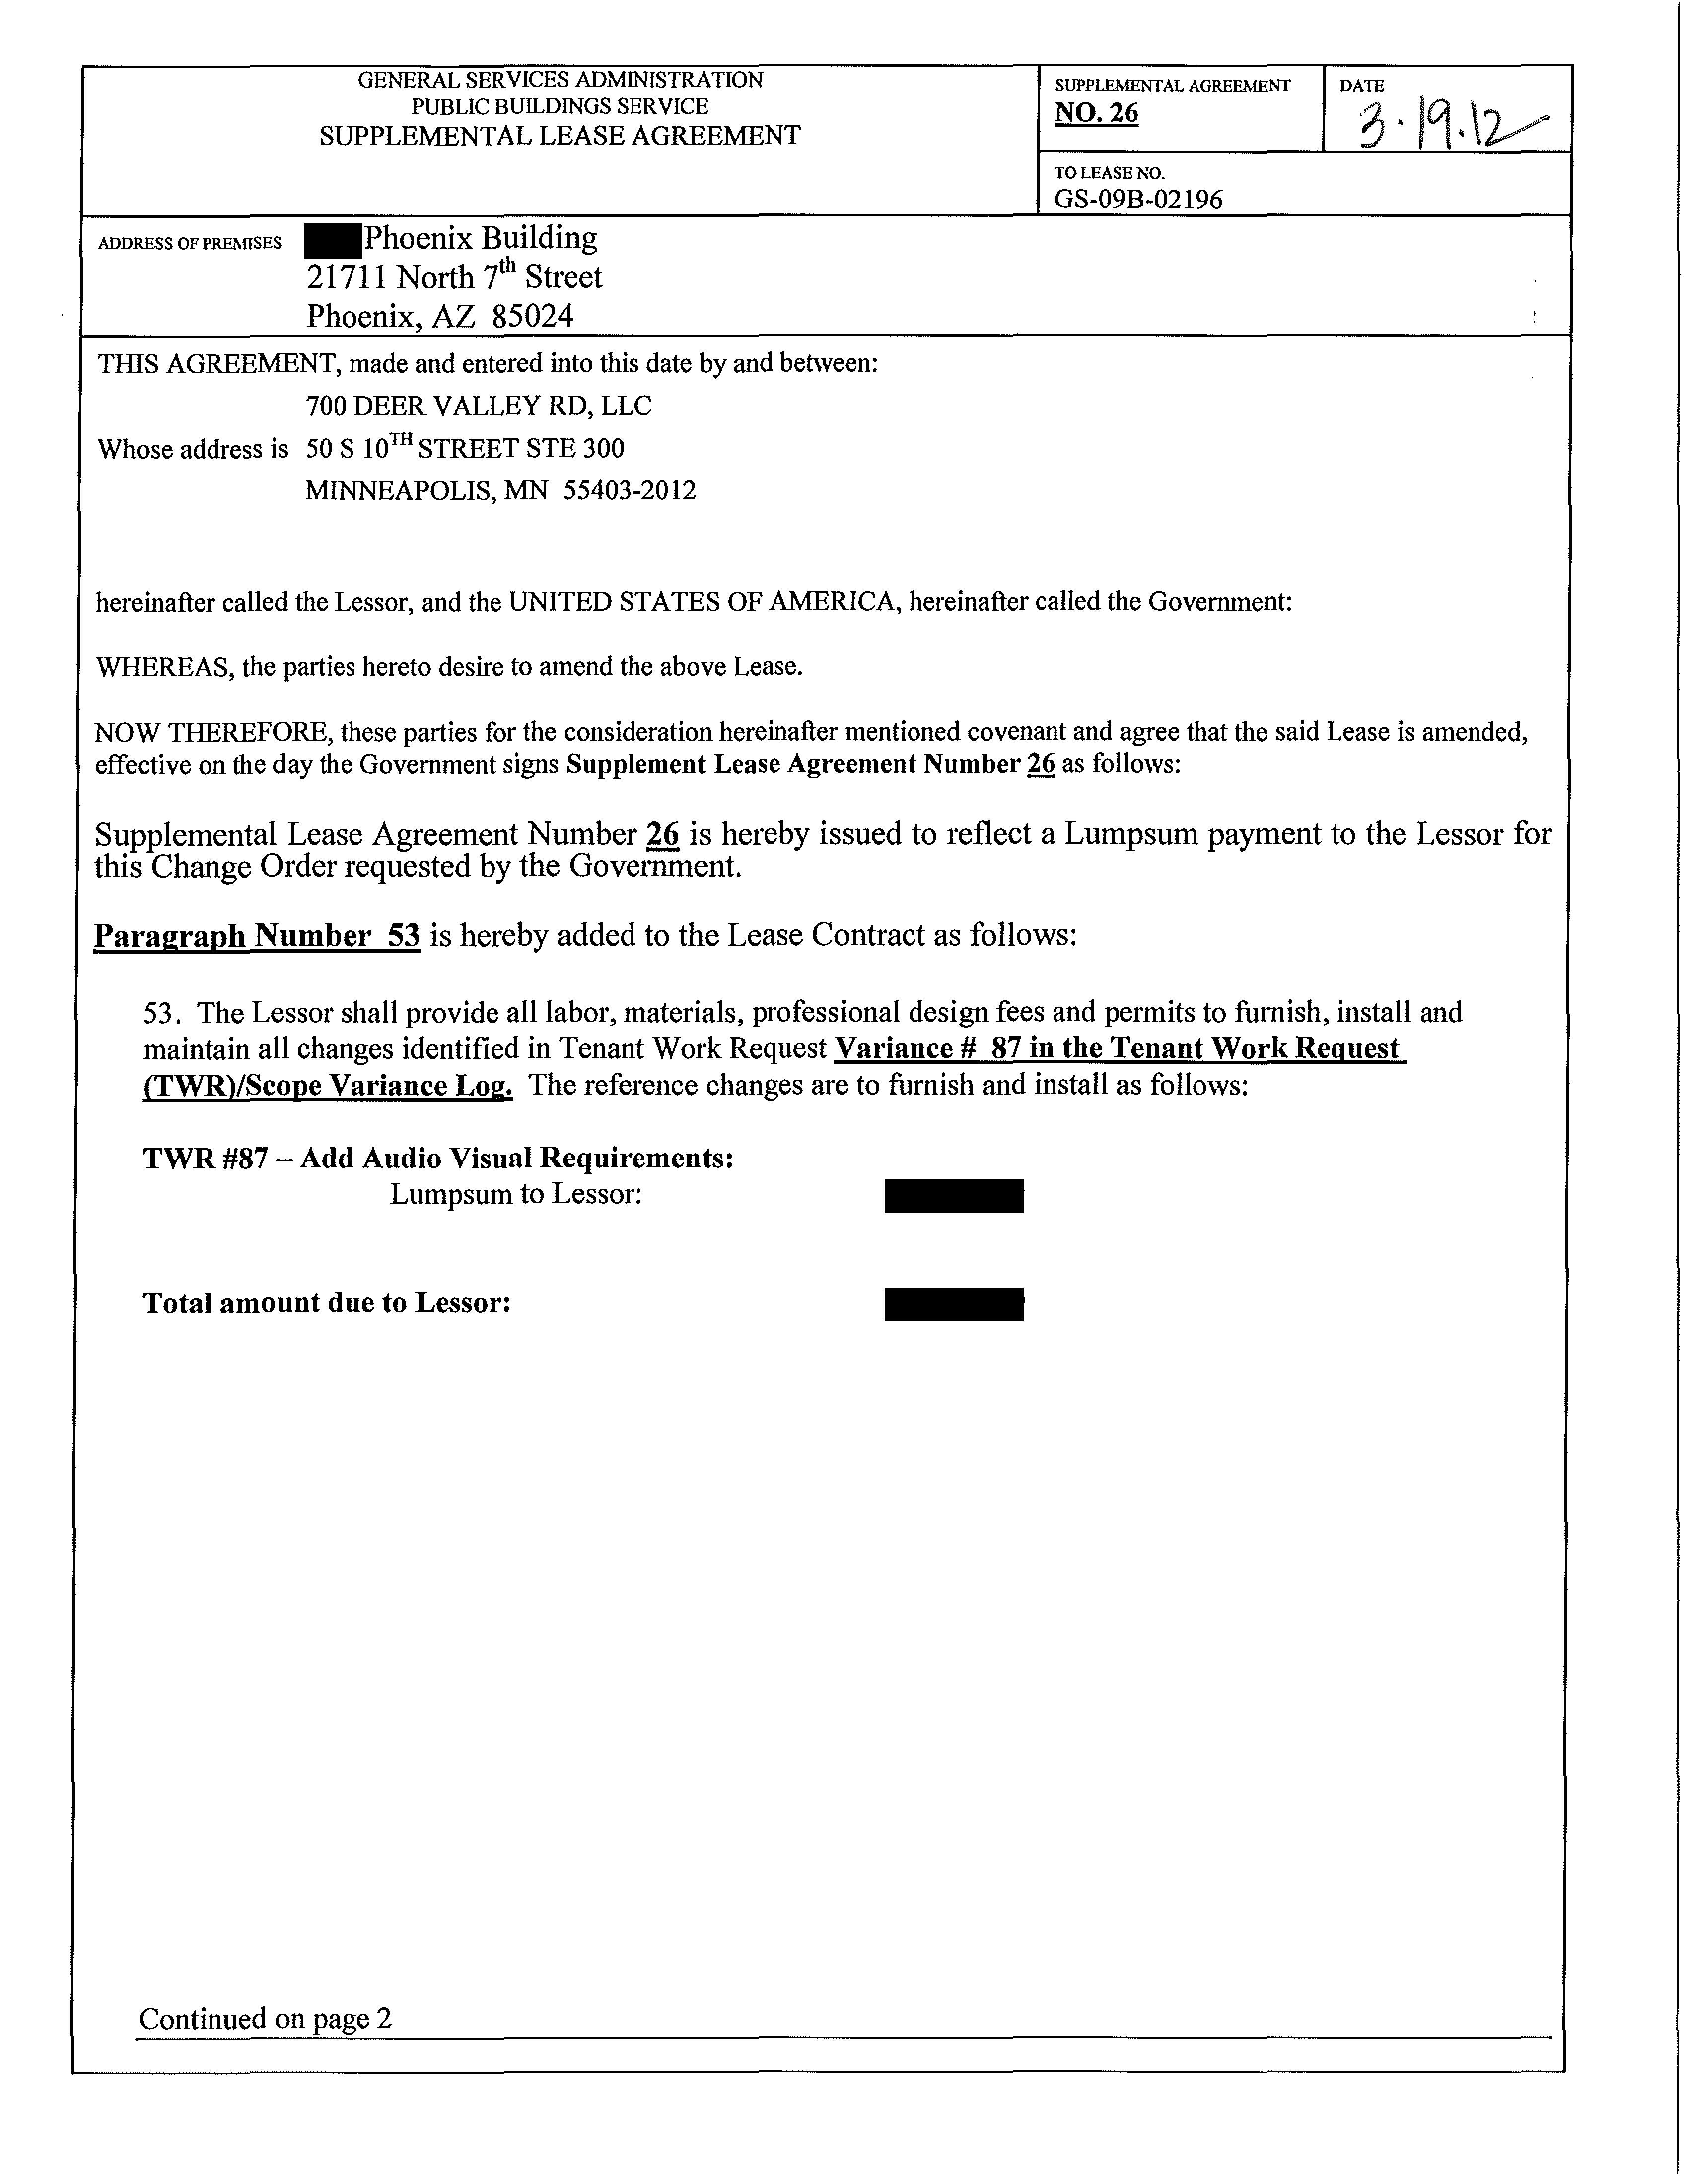 GENERAL SERVICES ADMINISTRATION
PUBLIC BUILDINGS SERVICE
SUPPLEMENTAL LEASE AGREEMENT
SUPPLEMENTAL AGREEMENT
NO. 26
DATE
3.19.12
TO LEASE NO.
GS-09B-02196
ADDRESS OF PREMISES
Phoenix Building
21711 North 7th Street
Phoenix, AZ 85024
THIS AGREEMENT, made and entered into this date by and between:
700 DEER VALLEY RD, LLC
Whose address is 50 S 10TH STREET STE 300
MINNEAPOLIS, MN 55403-2012
hereinafter called the Lessor, and the UNITED STATES OF AMERICA, hereinafter called the Government:
WHEREAS, the parties hereto desire to amend the above Lease.
NOW THEREFORE, these parties for the consideration hereinafter mentioned covenant and agree that the said Lease is amended,
effective on the day the Government signs Supplement Lease Agreement Number 26 as follows:
Supplemental Lease Agreement Number 26 is hereby issued to reflect a Lumpsum payment to the Lessor for
this Change Order requested by the Government.
Paragraph Number 53 is hereby added to the Lease Contract as follows:
53. The Lessor shall provide all labor, materials, professional design fees and permits to furnish, install and
maintain all changes identified in Tenant Work Request Variance # 87 in the Tenant Work Request
(TWR)/Scope Variance Log. The reference changes are to furnish and install as follows:
TWR #87 – Add Audio Visual Requirements:
Lumpsum to Lessor:
Total amount due to Lessor:
Continued on page 2